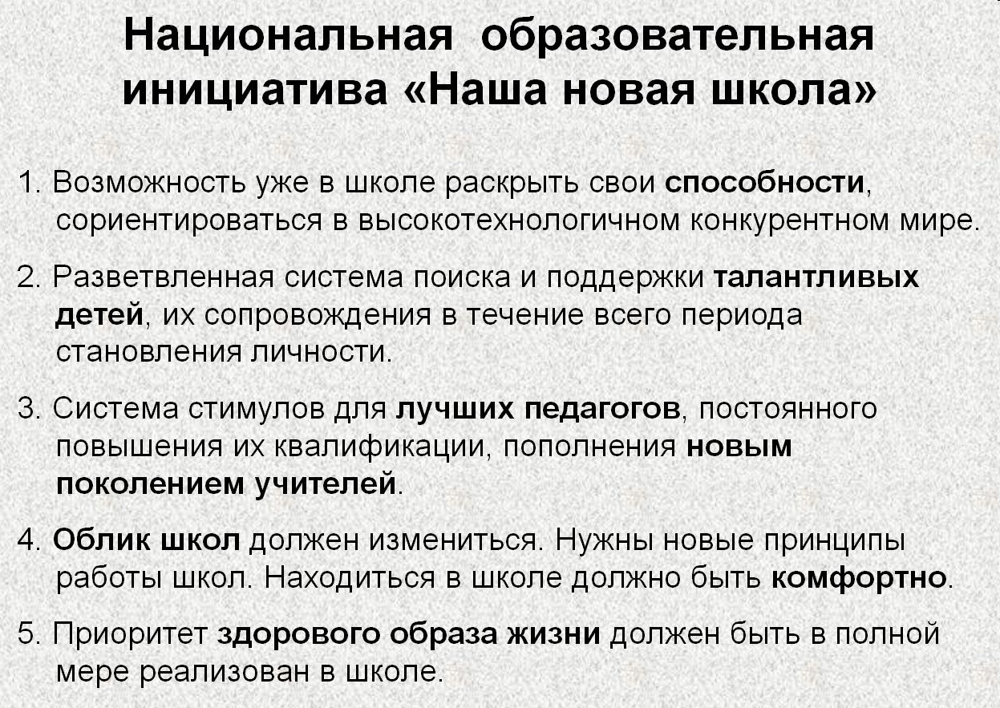 Национальная образовательная
инициатива «Наша новая школа»
1. Возможность уже в школе раскрыть свои способности,
сориентироваться в высокотехнологичном конкурентном мире.
2. Разветвленная система поиска и поддержки талантливых
детей, их сопровождения в течение всего периода
становления личности.
3. Система стимулов для лучших педагогов, постоянного
повышения их квалификации, пополнения новым
поколением учителей.
4. Облик школ должен измениться. Нужны новые принципы
работы школ. Находиться в школе должно быть комфортно.
5. Приоритет здорового образа жизни должен быть в полной
мере реализован в школе.